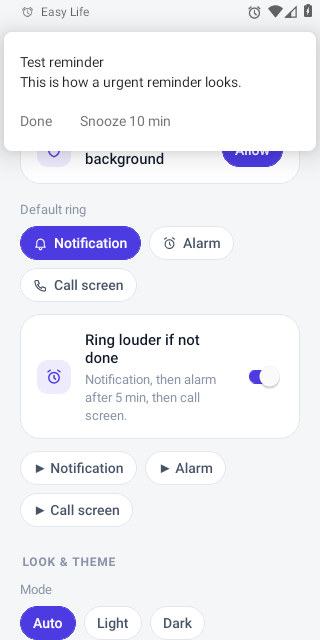 Easy Life
Test reminder
This is how a urgent reminder looks.
Done Snooze 10 min
background
Allow
Default ring
Notification Alarm
Call screen
Ring louder if not
done
Notification, then alarm
after 5 min, then call
screen.
Notification Alarm
Call screen
LOOK & THEME
Mode
Auto Light Dark